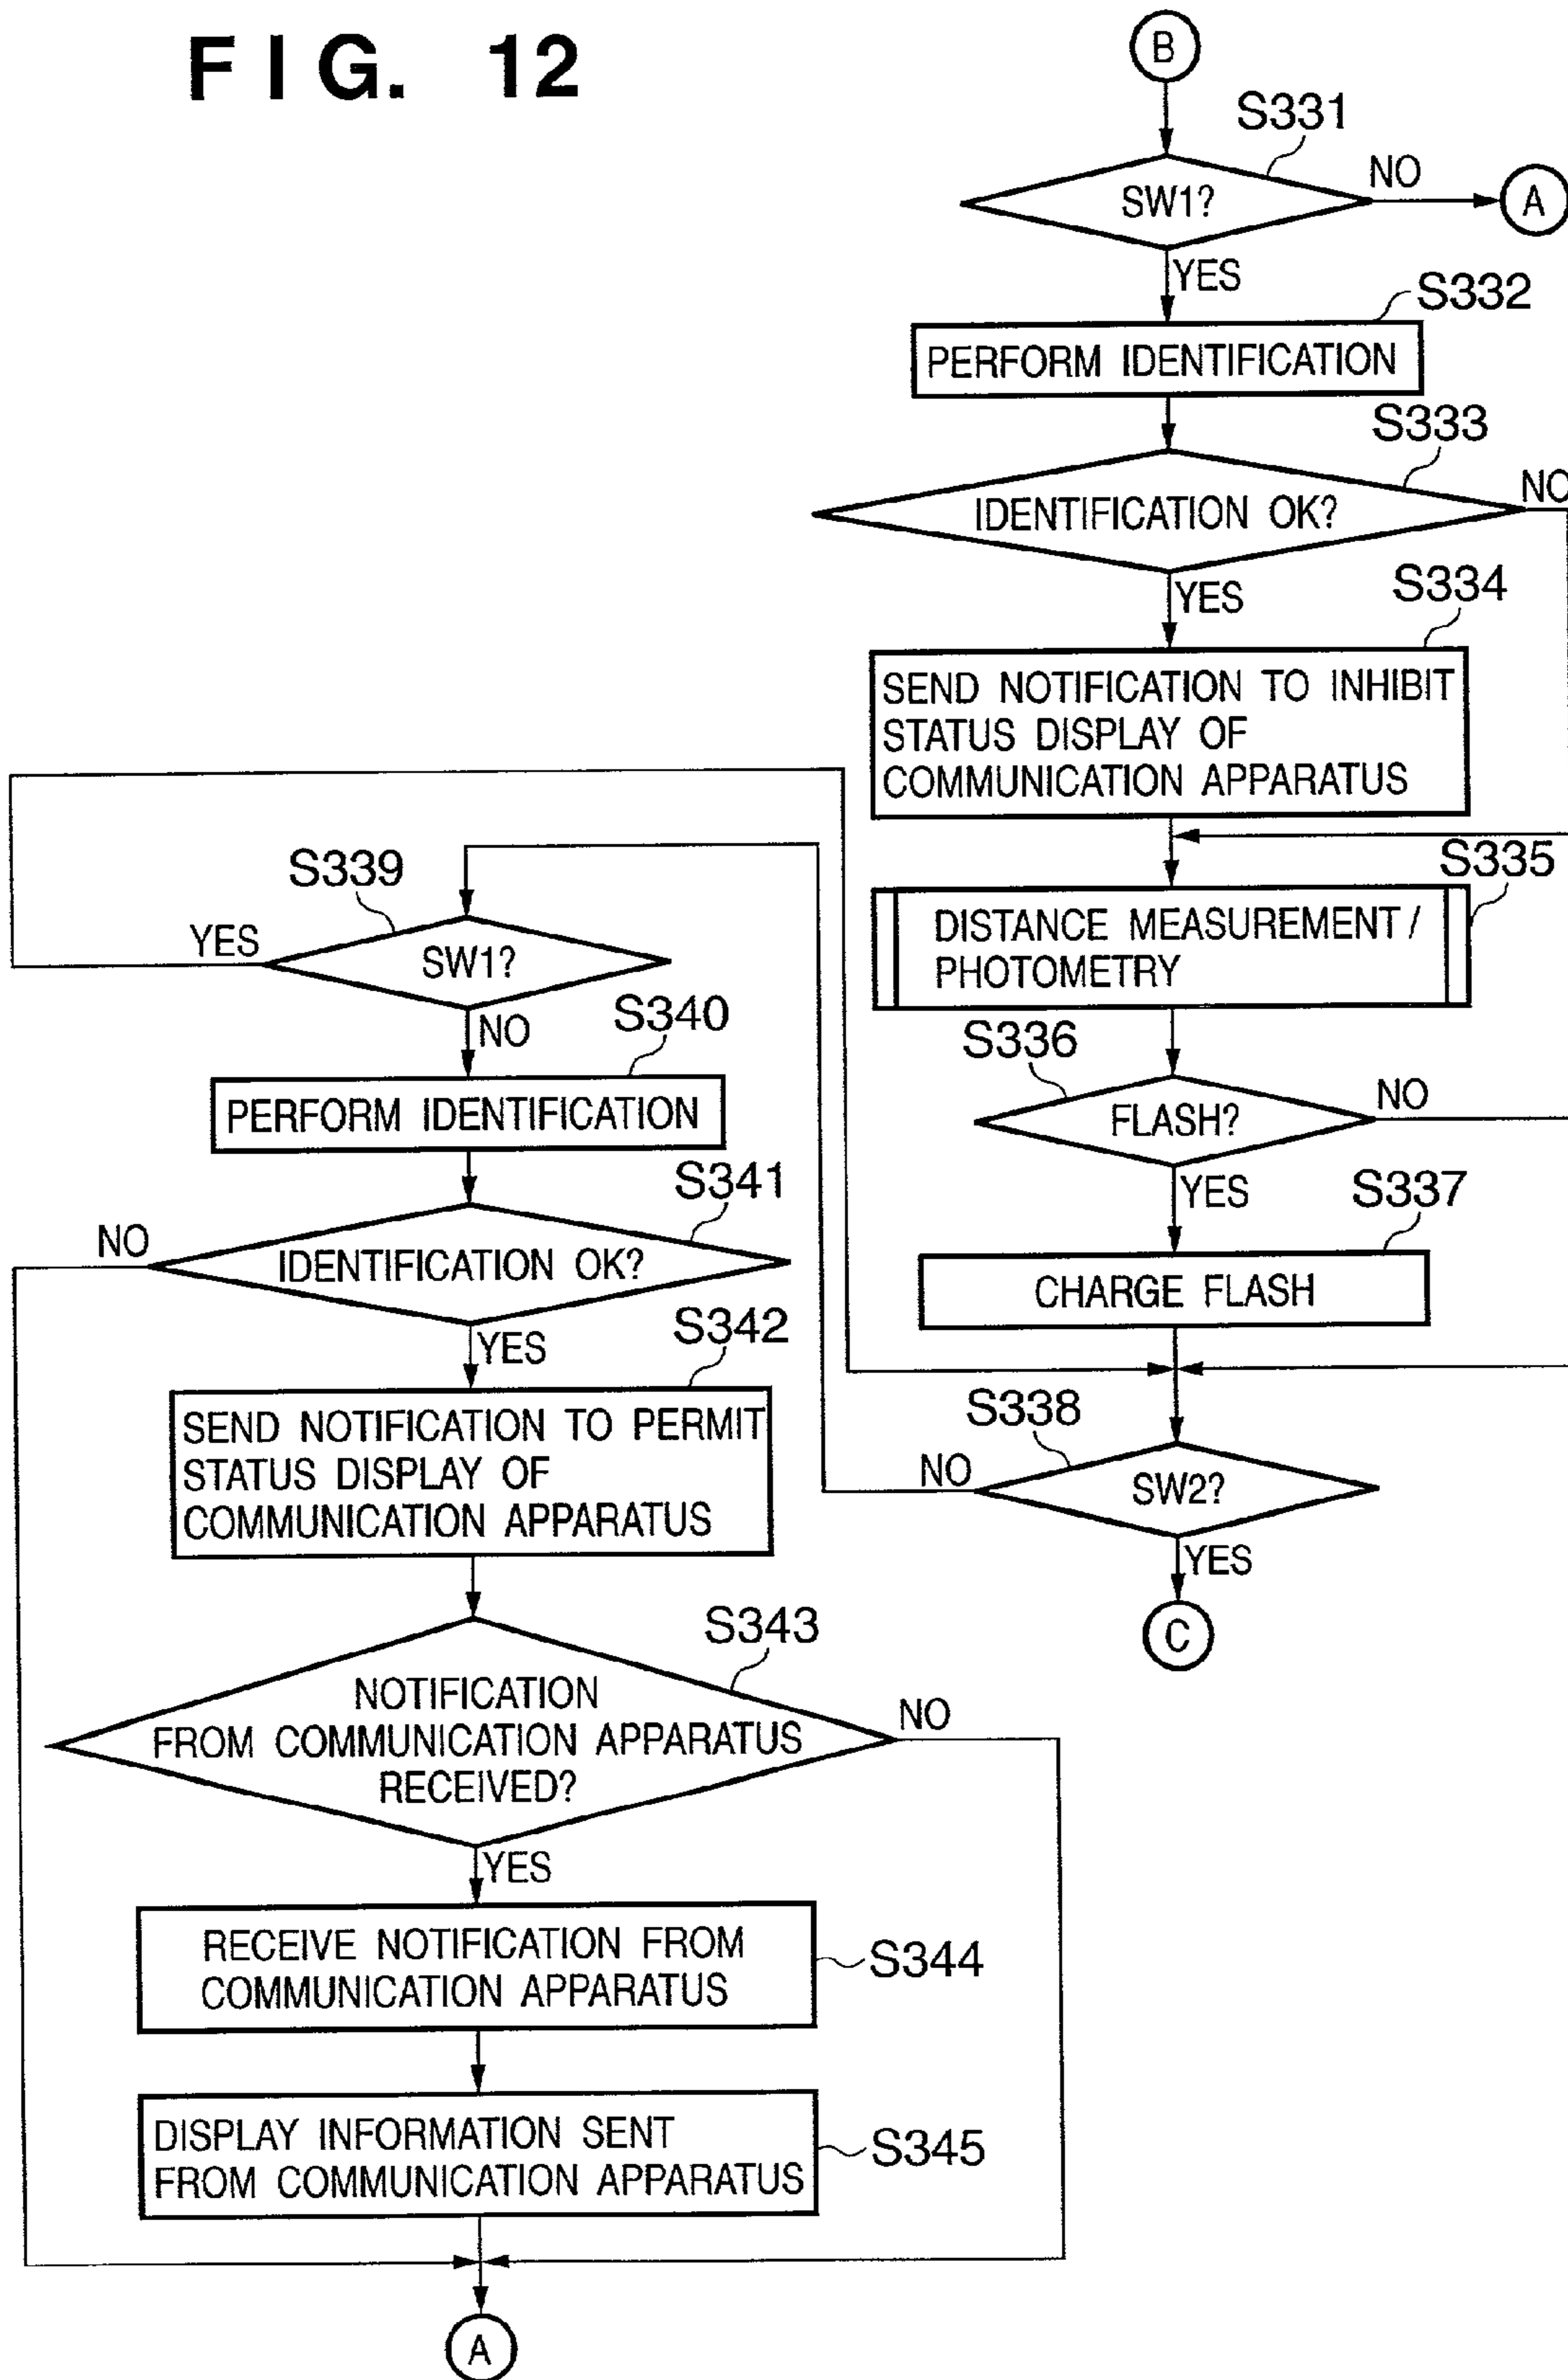 FIG. 12
B
S331
SW1?
NO
A
YES
S332
PERFORM IDENTIFICATION
S333
IDENTIFICATION OK?
NO
YES
S334
SEND NOTIFICATION TO INHIBIT
STATUS DISPLAY OF
COMMUNICATION APPARATUS
S335
DISTANCE MEASUREMENT /
PHOTOMETRY
S336
FLASH?
NO
YES
S337
CHARGE FLASH
S338
SW2?
NO
YES
C
S339
SW1?
YES
NO
S340
PERFORM IDENTIFICATION
S341
IDENTIFICATION OK?
NO
YES
S342
SEND NOTIFICATION TO PERMIT
STATUS DISPLAY OF
COMMUNICATION APPARATUS
S343
NOTIFICATION
FROM COMMUNICATION APPARATUS
RECEIVED?
NO
YES
RECEIVE NOTIFICATION FROM
COMMUNICATION APPARATUS
S344
DISPLAY INFORMATION SENT
FROM COMMUNICATION APPARATUS
S345
A